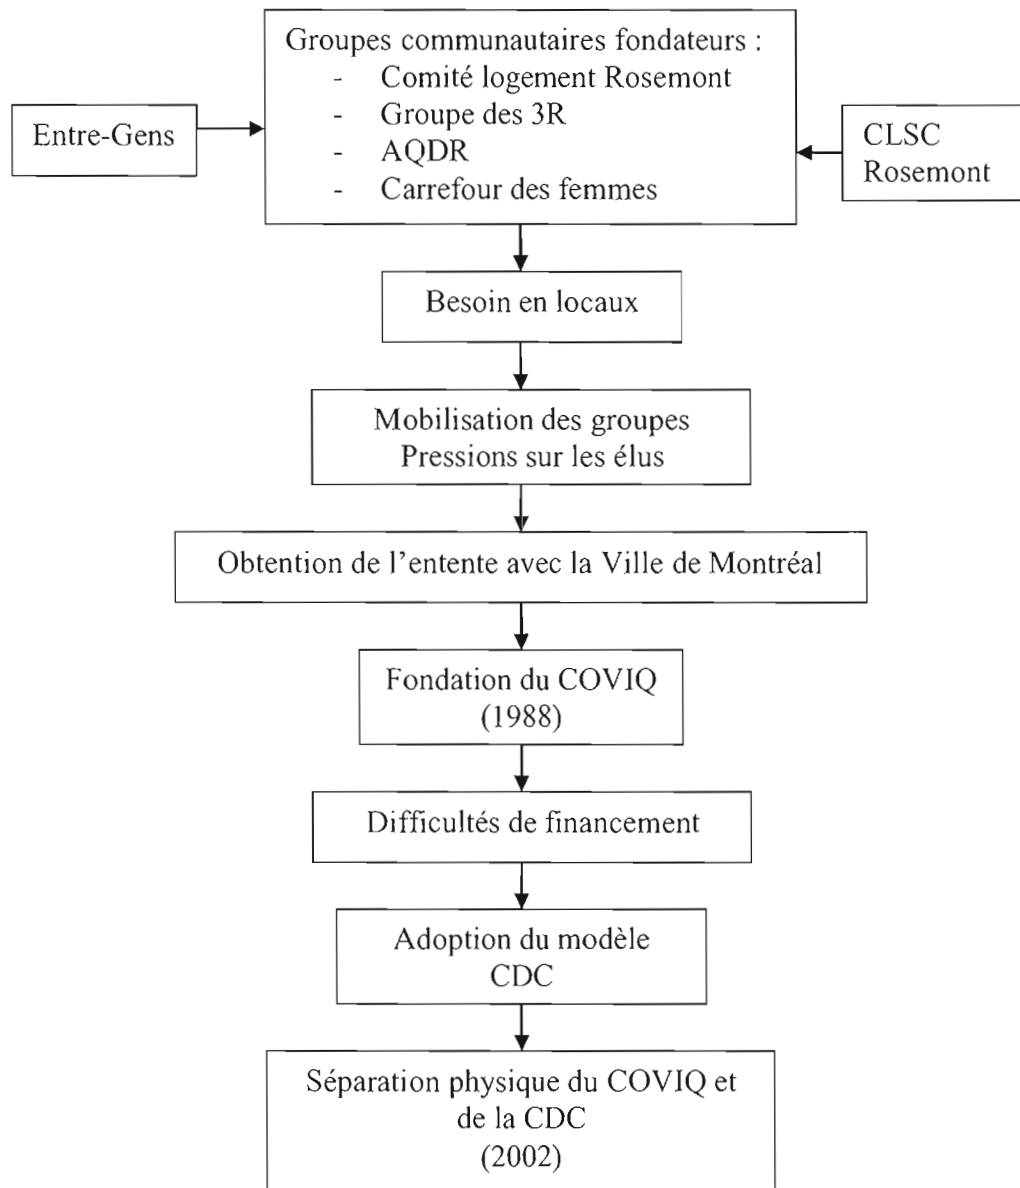 Groupes communautaires fondateurs :
- Comité logement Rosemont
- Groupe des 3R
- AQDR
- Carrefour des femmes
Entre-Gens
CLSC
Rosemont
Besoin en locaux
Mobilisation des groupes
Pressions sur les élus
Obtention de l'entente avec la Ville de Montréal
Fondation du COVIQ
(1988)
Difficultés de financement
Adoption du modèle
CDC
Séparation physique du COVIQ et
de la CDC
(2002)